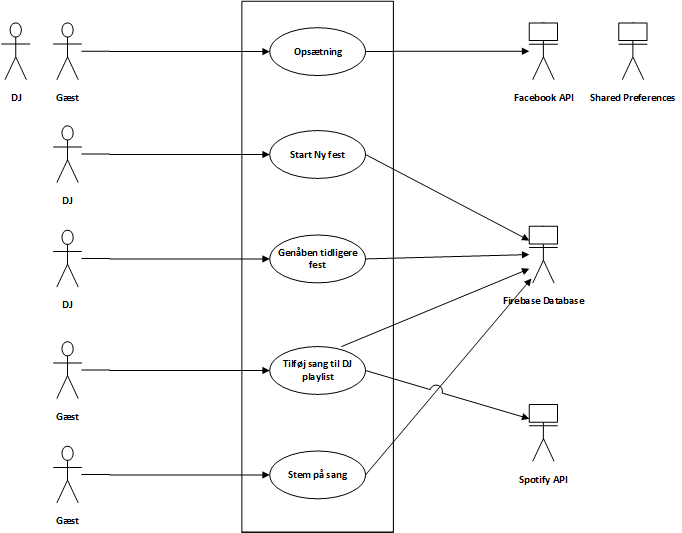 Opsætning
DJ
Gæst
Facebook API
Shared Preferences
Start Ny fest
DJ
Genåben tidligere
fest
DJ
Firebase Database
Tilføj sang til DJ
playlist
Gæst
Stem på sang
Spotify API
Gæst